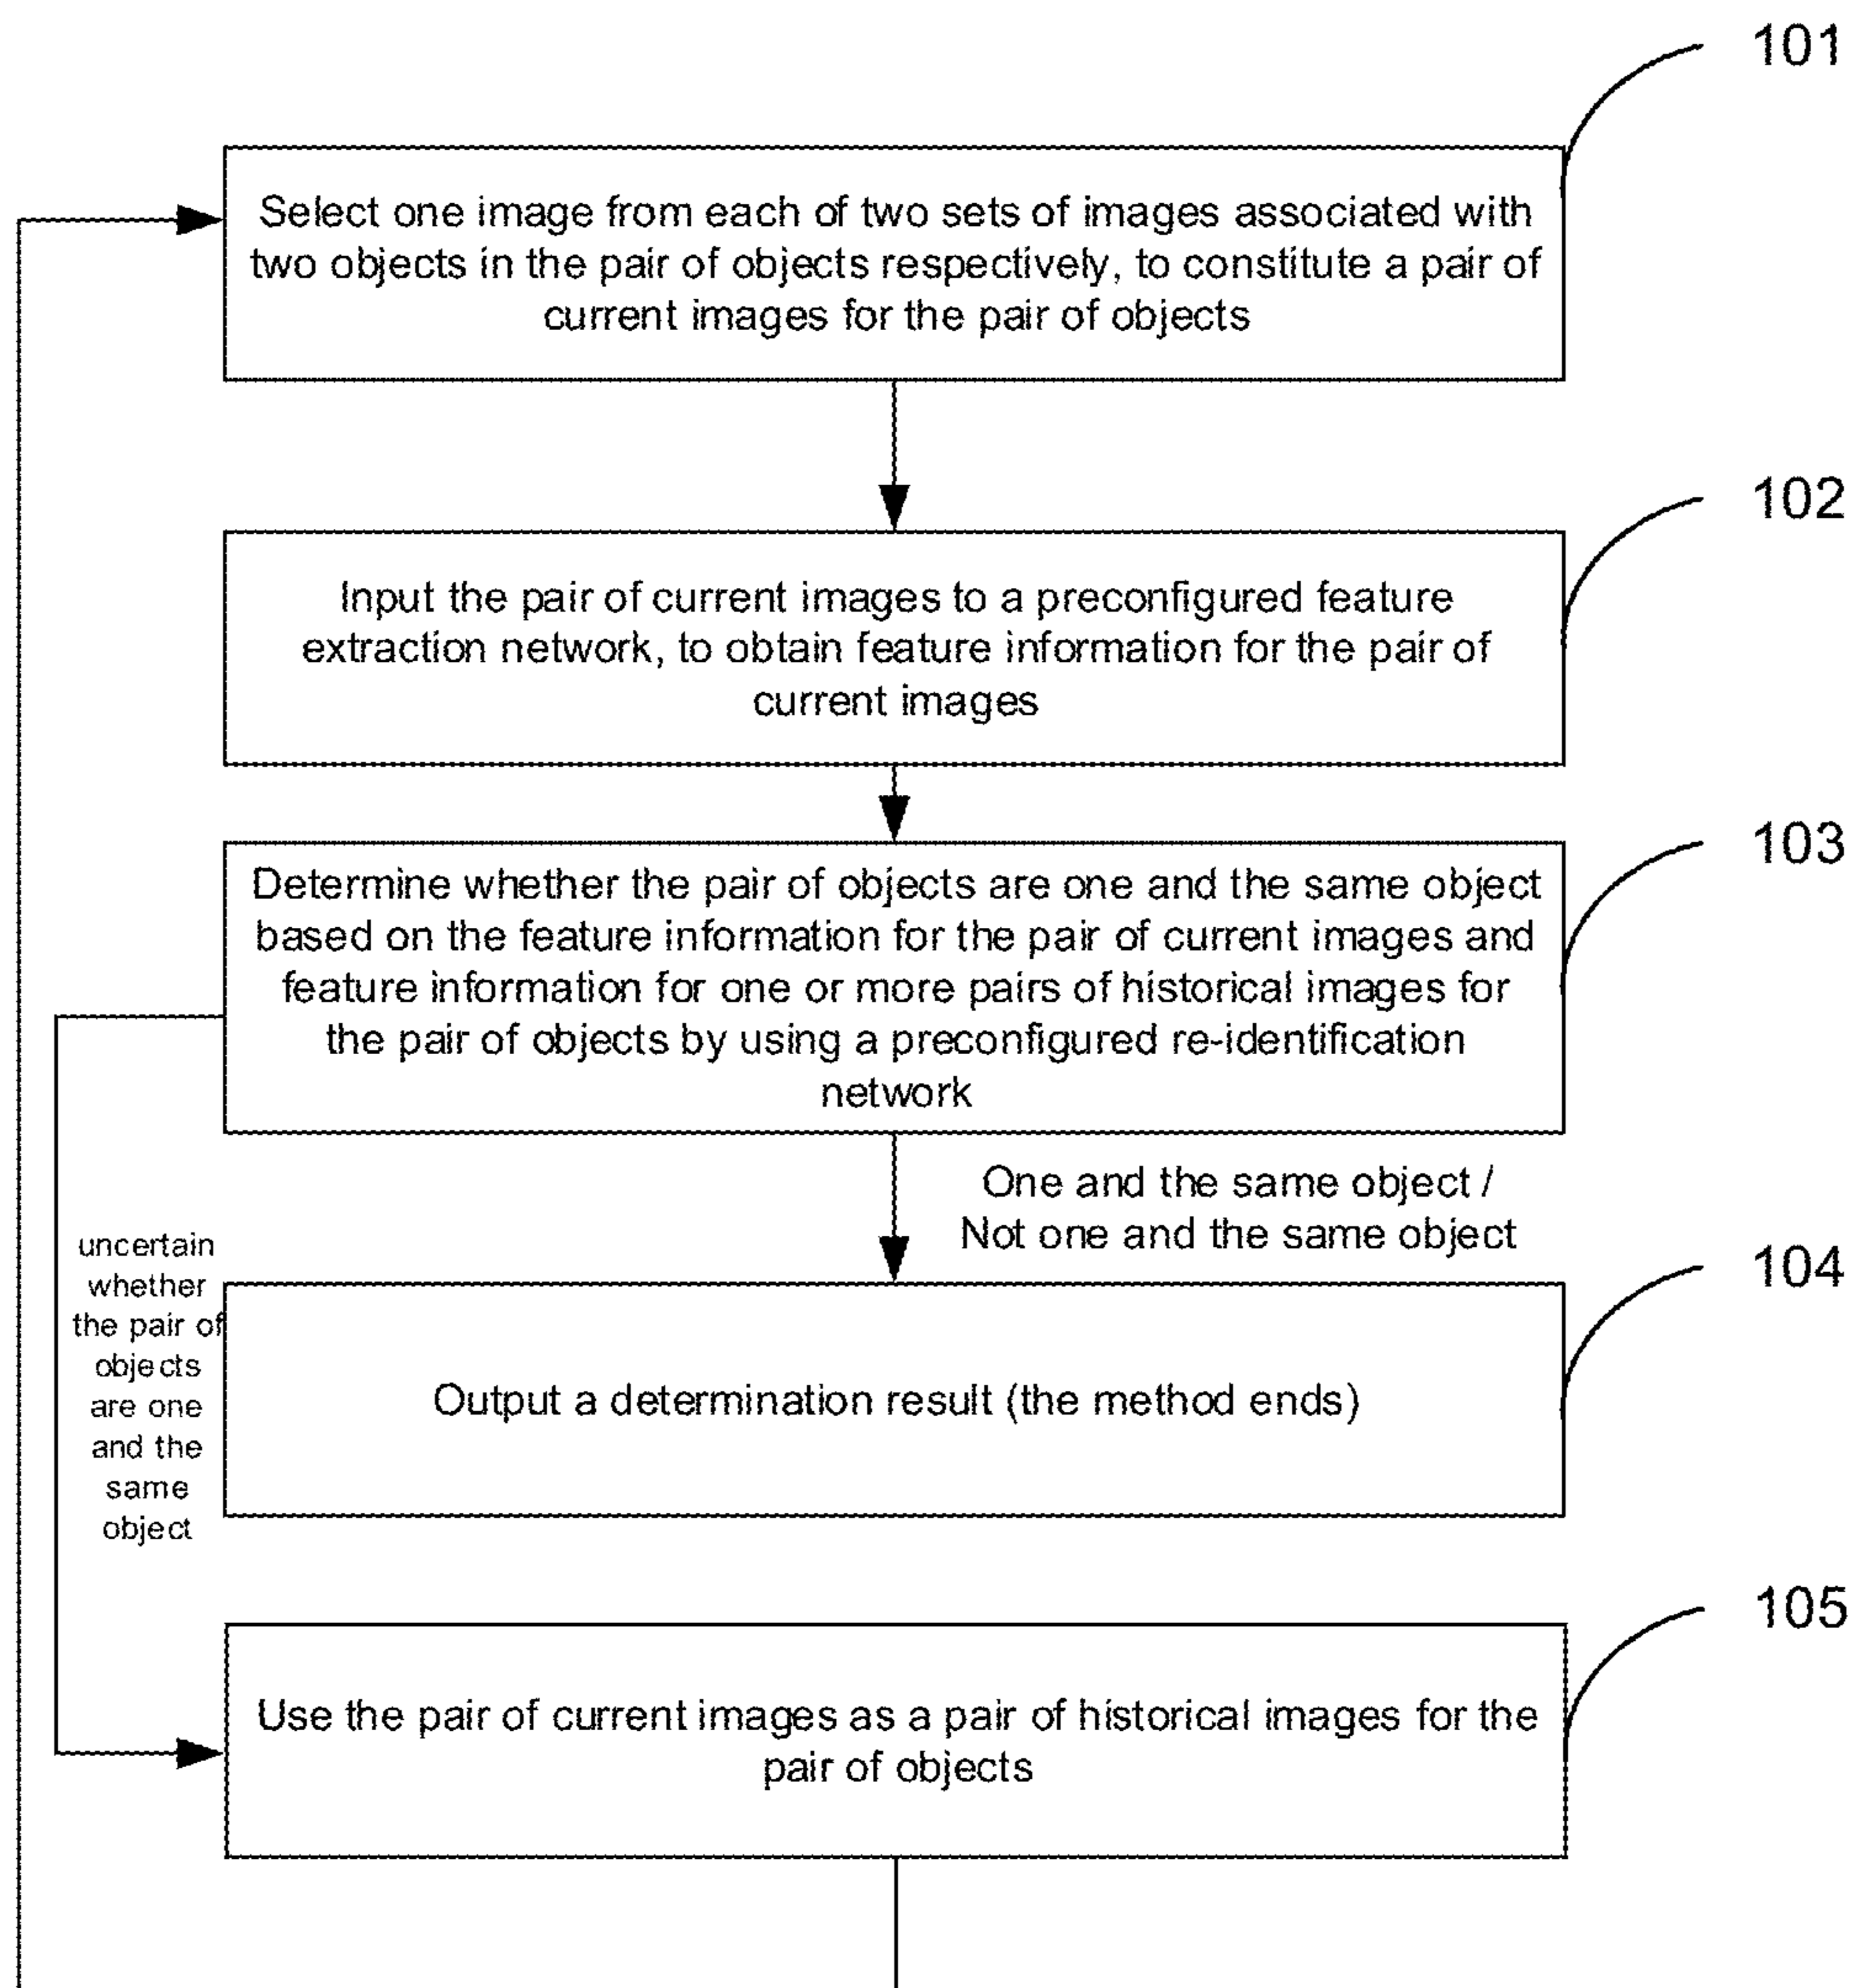 101
Select one image from each of two sets of images associated with
two objects in the pair of objects respectively, to constitute a pair of
current images for the pair of objects
102
Input the pair of current images to a preconfigured feature
extraction network, to obtain feature information for the pair of
current images
103
Determine whether the pair of objects are one and the same object
based on the feature information for the pair of current images and
feature information for one or more pairs of historical images for
the pair of objects by using a preconfigured re-identification
network
One and the same object /
Not one and the same object
uncertain
whether
the pair of
objects
are one
and the
same
object
104
Output a determination result (the method ends)
105
Use the pair of current images as a pair of historical images for the
pair of objects